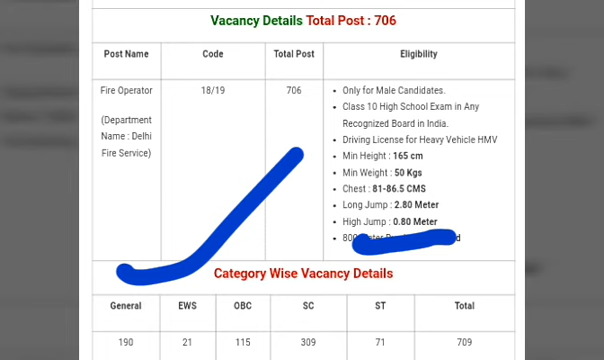 Vacancy Details Total Post : 706
Post Name Code Total Post Eligibility
Fire Operator 18/19 706
(Department
Name : Delhi
Fire Service)
Only for Male Candidates.
Class 10 High School Exam in Any
Recognized Board in India.
Driving License for Heavy Vehicle HMV
Min Height : 165 cm
Min Weight : 50 Kgs
Chest : 81-86.5 CMS
Long Jump : 2.80 Meter
High Jump : 0.80 Meter
Category Wise Vacancy Details
General EWS OBC SC ST Total
190 21 115 309 71 709